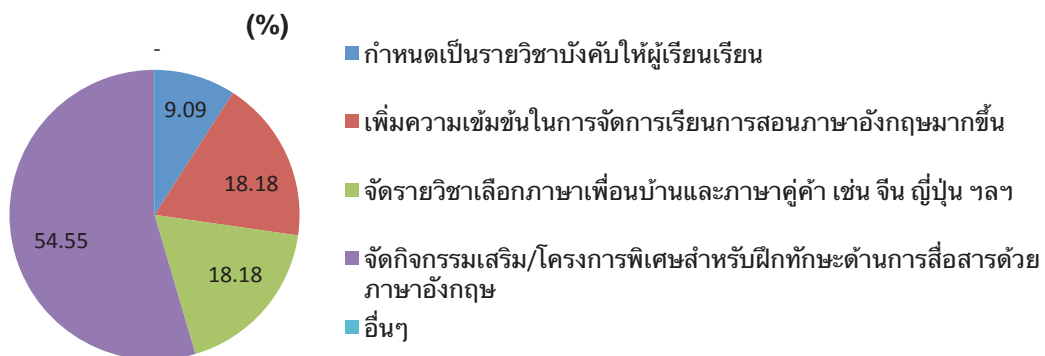 (%)
-
9.09
18.18
18.18
54.55
กำหนดเป็นรายวิชาบังคับให้ผู้เรียนเรียน
เพิ่มความเข้มข้นในการจัดการเรียนการสอนภาษาอังกฤษมากขึ้น
จัดรายวิชาเลือกภาษาเพื่อนบ้านและภาษาคู่ค้า เช่น จีน ญี่ปุ่น ฯลฯ
จัดกิจกรรมเสริม/โครงการพิเศษสำหรับฝึกทักษะด้านการสื่อสารด้วย
ภาษาอังกฤษ
อื่นๆ